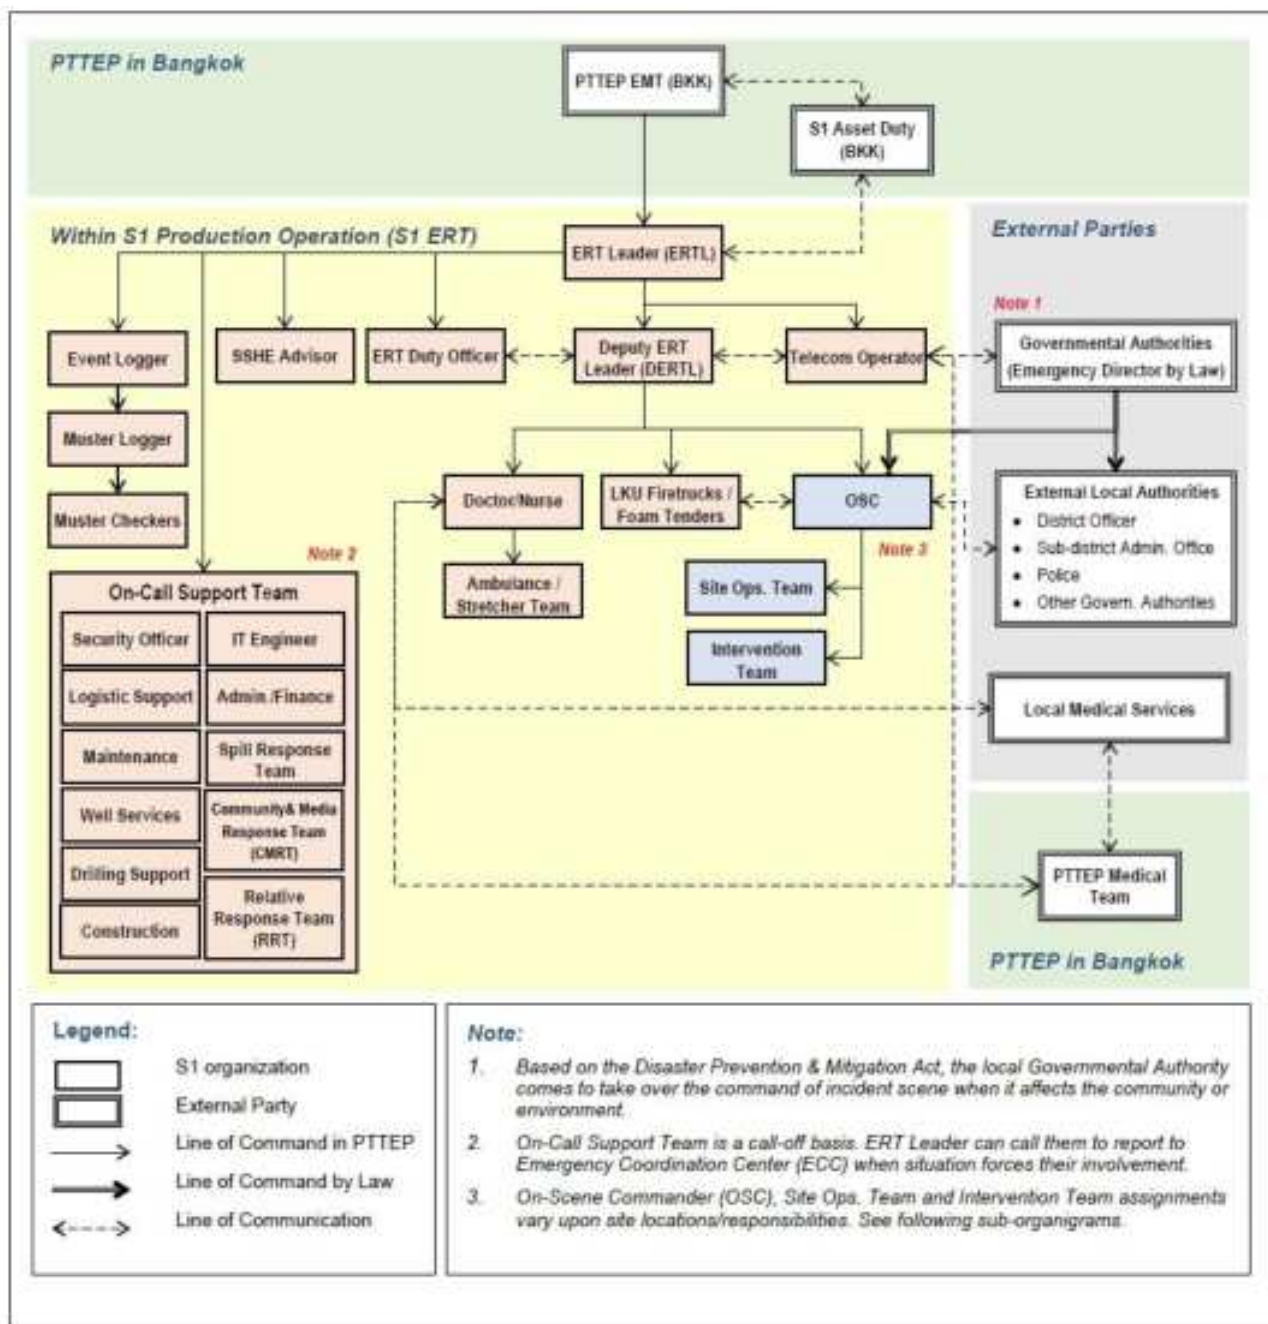 PTTEP in Bangkok
PTTEP EMT (BKK)
S1 Asset Duty
(BKK)
Within S1 Production Operation (S1 ERT)
ERT Leader (ERTL)
External Parties
Note 1
Event Logger
SSHE Advisor
ERT Duty Officer
Deputy ERT
Leader (DERTL)
Telecom Operator
Governmental Authorities
(Emergency Director by Law)
Muster Logger
Muster Checkers
Doctor/Nurse
LKU Firetrucks /
Foam Tenders
OSC
External Local Authorities
• District Officer
• Sub-district Admin. Office
• Police
• Other Govern. Authorities
Note 2
Note 3
On-Call Support Team
Ambulance /
Stretcher Team
Site Ops. Team
Intervention
Team
Security Officer
IT Engineer
Logistic Support
Admin./Finance
Maintenance
Spill Response
Team
Well Services
Community& Media
Response Team
(CMRT)
Drilling Support
Relative
Response Team
(RRT)
Construction
Local Medical Services
PTTEP Medical
Team
PTTEP in Bangkok
Legend:
S1 organization
External Party
Line of Command in PTTEP
Line of Command by Law
Line of Communication
Note:
1. Based on the Disaster Prevention & Mitigation Act, the local Governmental Authority
comes to take over the command of incident scene when it affects the community or
environment.
2. On-Call Support Team is a call-off basis. ERT Leader can call them to report to
Emergency Coordination Center (ECC) when situation forces their involvement.
3. On-Scene Commander (OSC), Site Ops. Team and Intervention Team assignments
vary upon site locations/responsibilities. See following sub-organigrams.